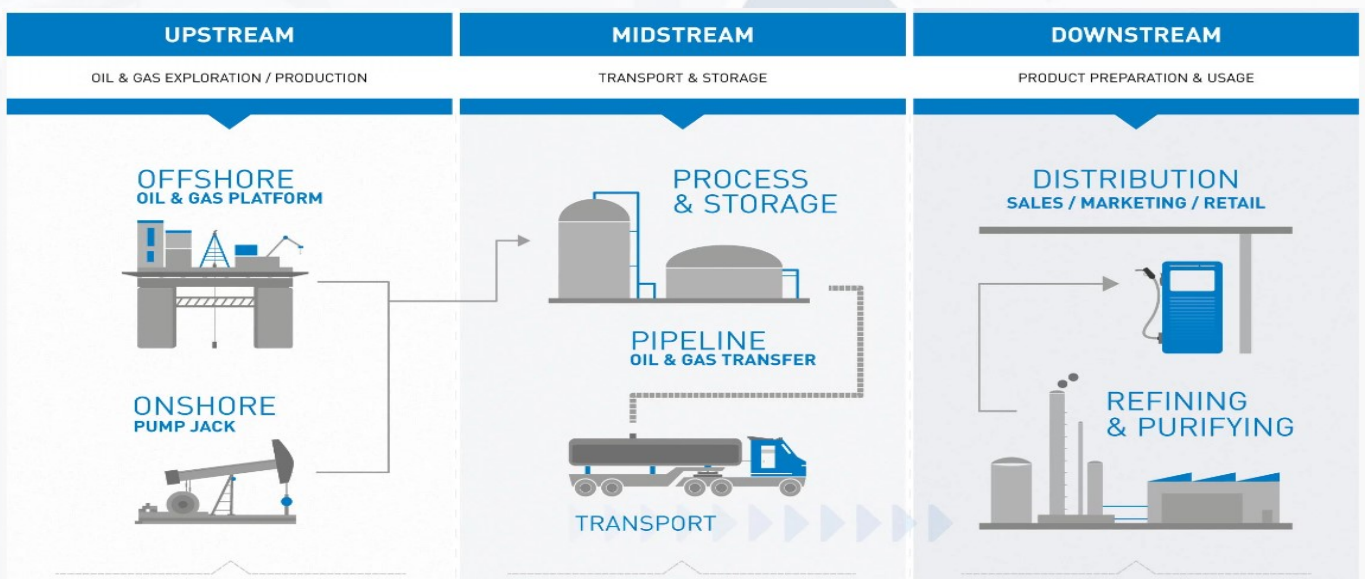 UPSTREAM
OIL & GAS EXPLORATION / PRODUCTION
OFFSHORE
OIL & GAS PLATFORM
ONSHORE
PUMP JACK
MIDSTREAM
TRANSPORT & STORAGE
PROCESS
& STORAGE
PIPELINE
OIL & GAS TRANSFER
TRANSPORT
DOWNSTREAM
PRODUCT PREPARATION & USAGE
DISTRIBUTION
SALES / MARKETING / RETAIL
REFINING
& PURIFYING